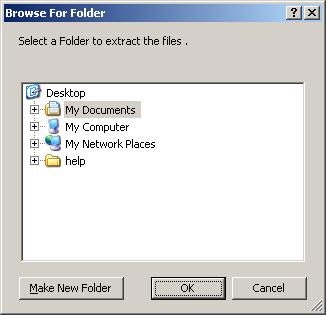 Browse For Folder
Select a Folder to extract the files .
Desktop
My Documents
My Computer
My Network Places
help
Make New Folder
OK
Cancel